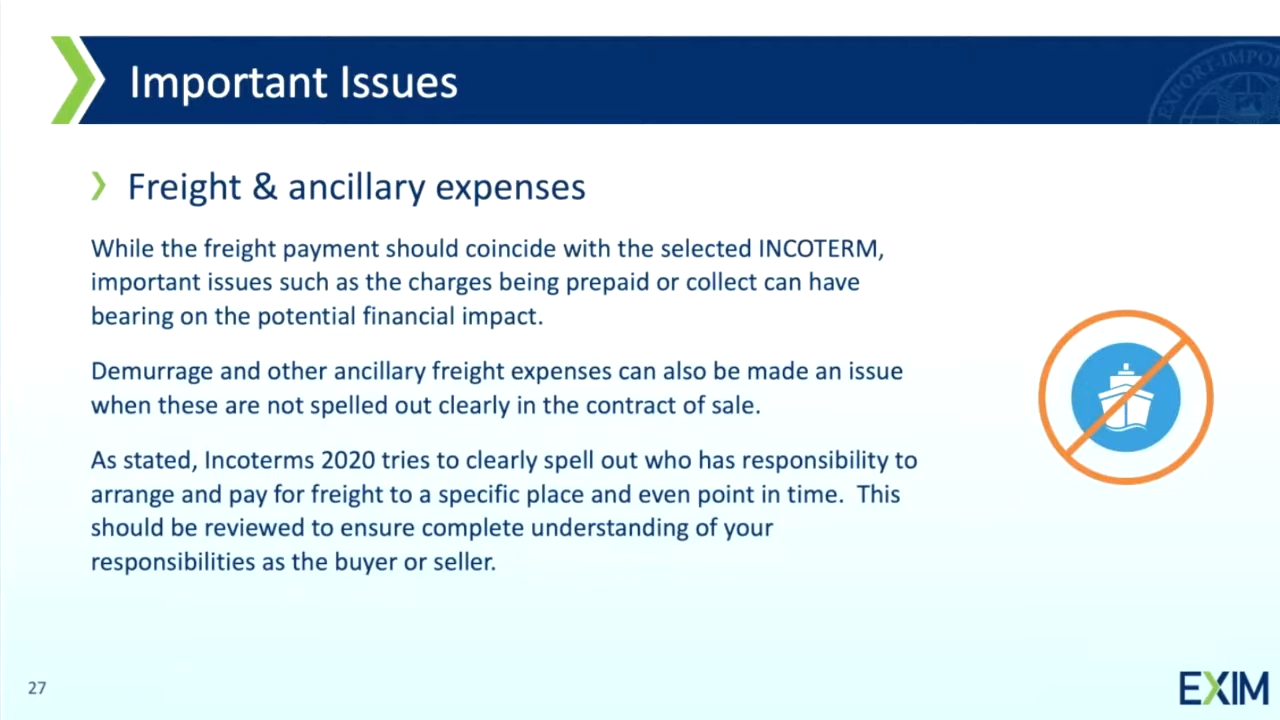 Important Issues
EXPORT-IMPO
Freight & ancillary expenses
While the freight payment should coincide with the selected INCOTERM,
important issues such as the charges being prepaid or collect can have
bearing on the potential financial impact.
Demurrage and other ancillary freight expenses can also be made an issue
when these are not spelled out clearly in the contract of sale.
As stated, Incoterms 2020 tries to clearly spell out who has responsibility to
arrange and pay for freight to a specific place and even point in time.  This
should be reviewed to ensure complete understanding of your
responsibilities as the buyer or seller.
27
EXIM